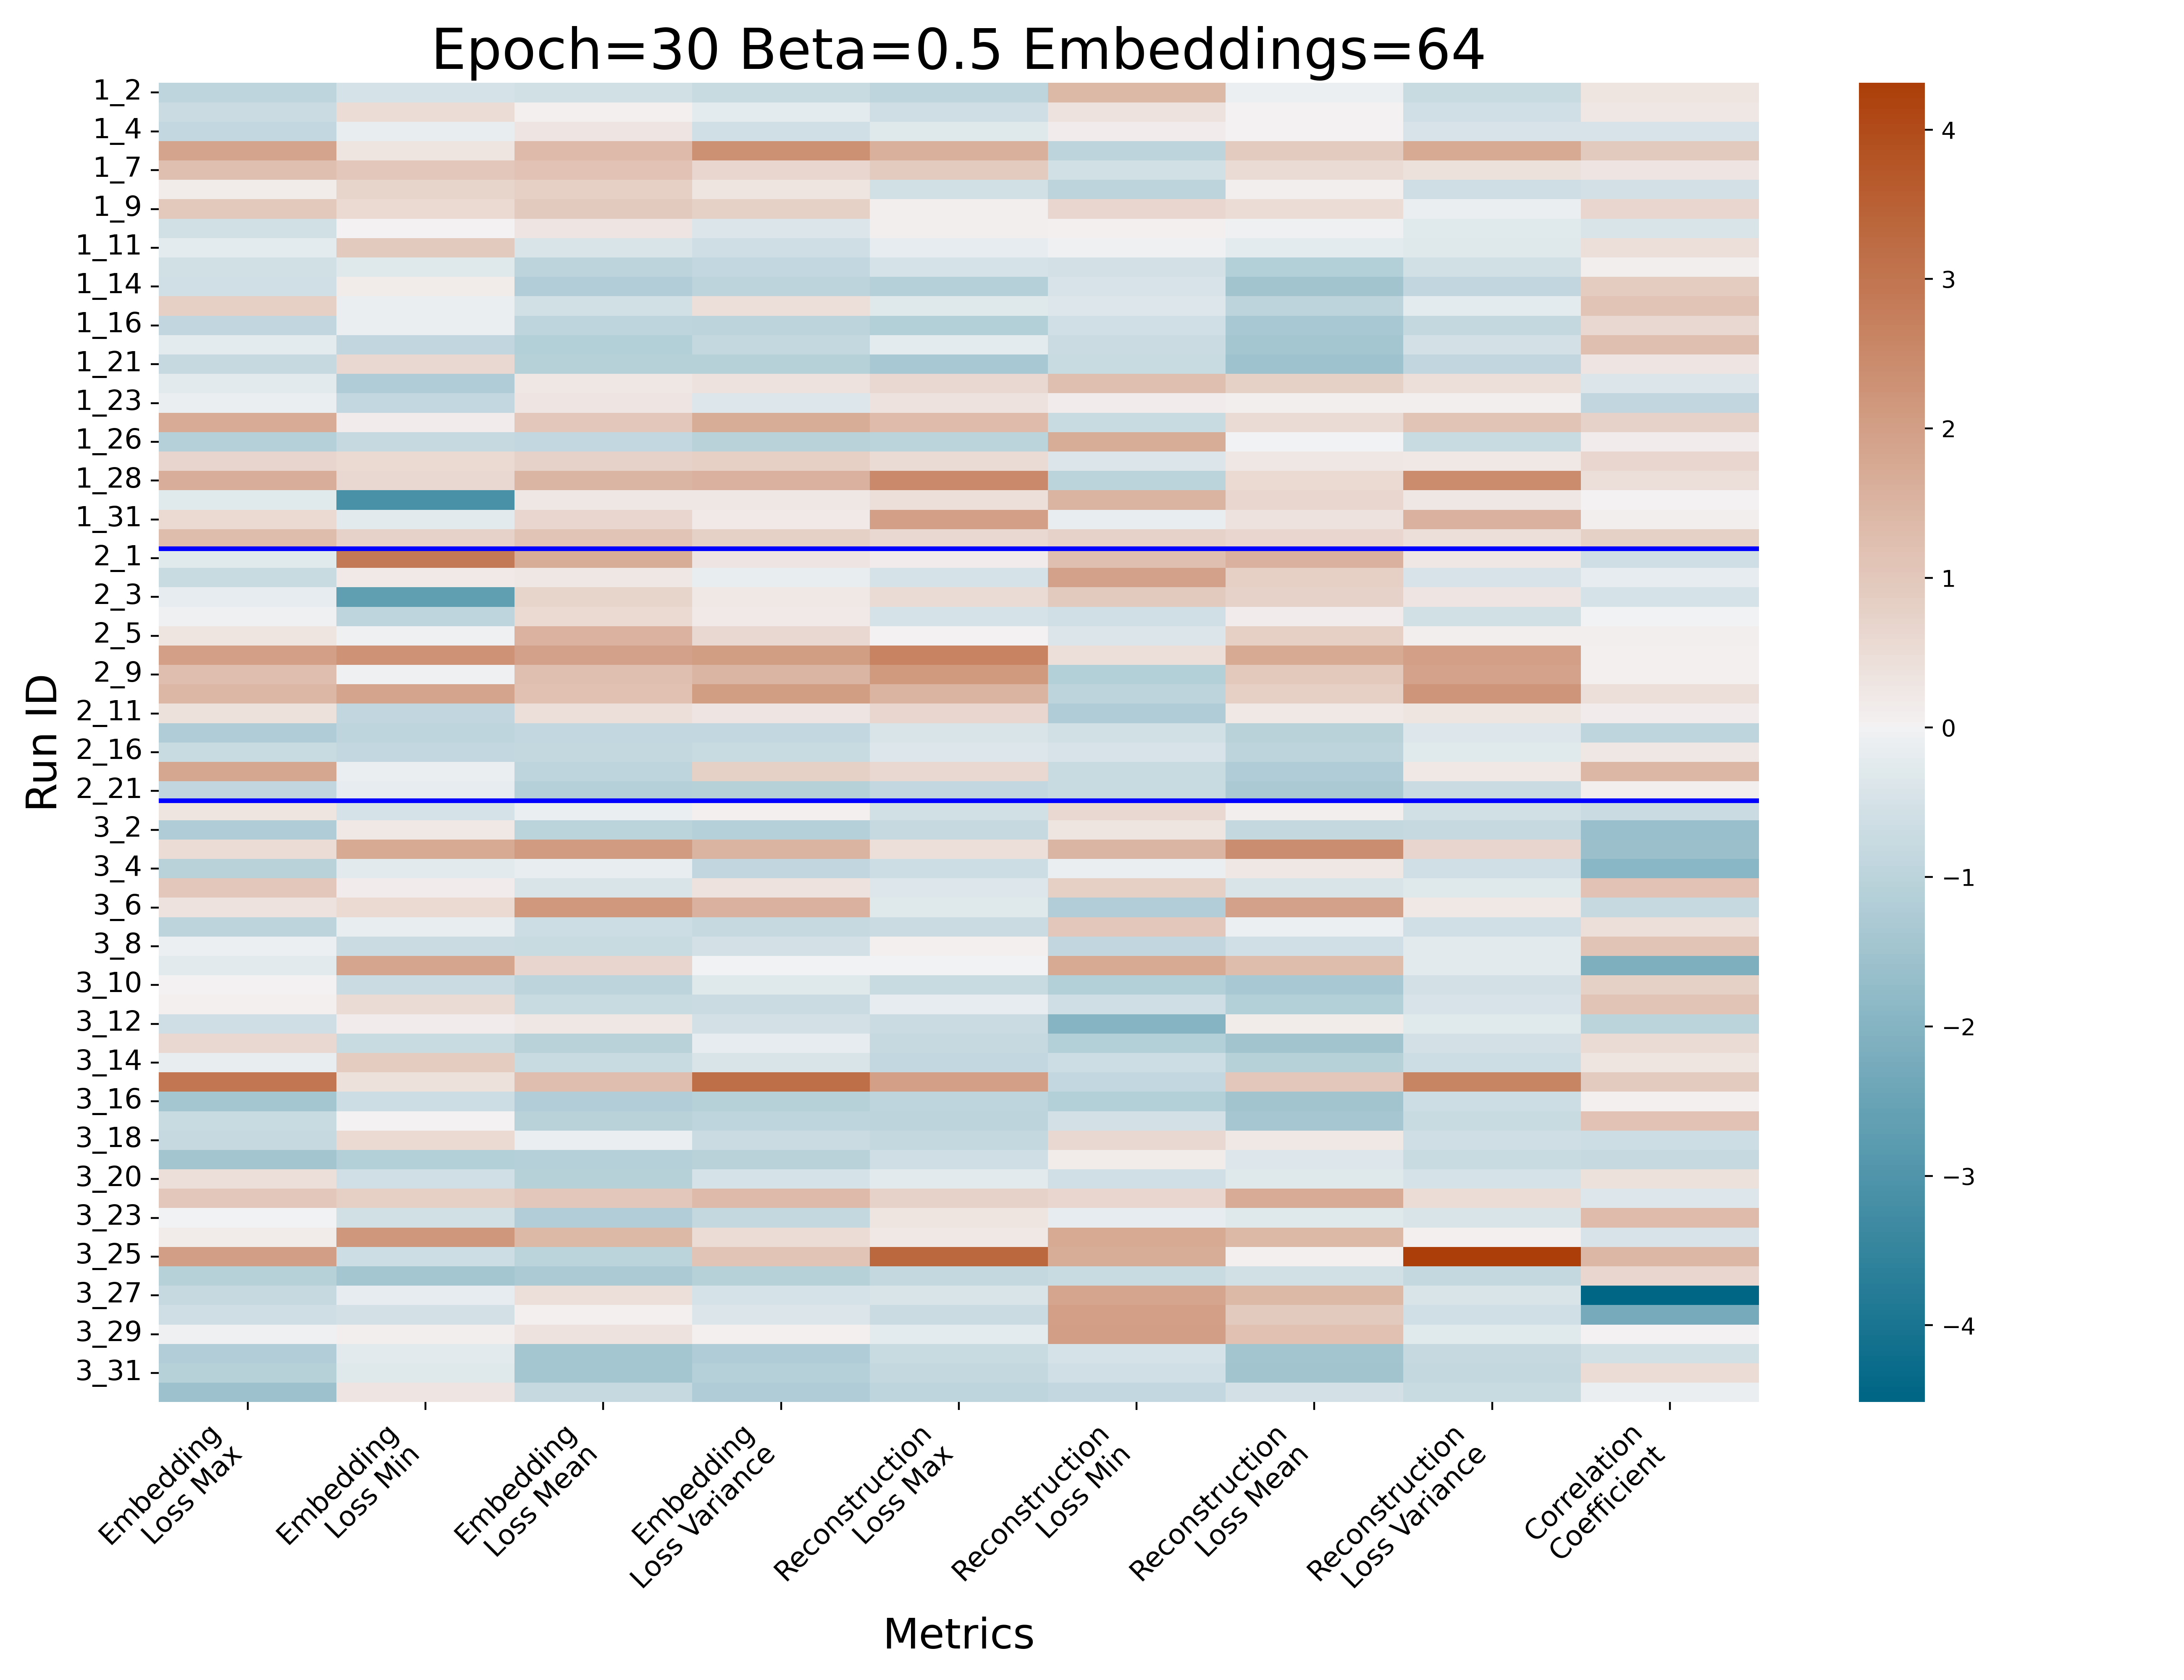 Epoch=30 Beta=0.5 Embeddings=64
Run ID
1_2
1_4
1_7
1_9
1_11
1_14
1_16
1_21
1_23
1_26
1_28
1_31
2_1
2_3
2_5
2_9
2_11
2_16
2_21
3_2
3_4
3_6
3_8
3_10
3_12
3_14
3_16
3_18
3_20
3_23
3_25
3_27
3_29
3_31
4
3
2
1
0
−1
−2
−3
−4
Embedding
Loss Max
Embedding
Loss Min
Embedding
Loss Mean
Embedding
Loss Variance
Reconstruction
Loss Max
Reconstruction
Loss Min
Reconstruction
Loss Mean
Reconstruction
Loss Variance
Correlation
Coefficient
Metrics